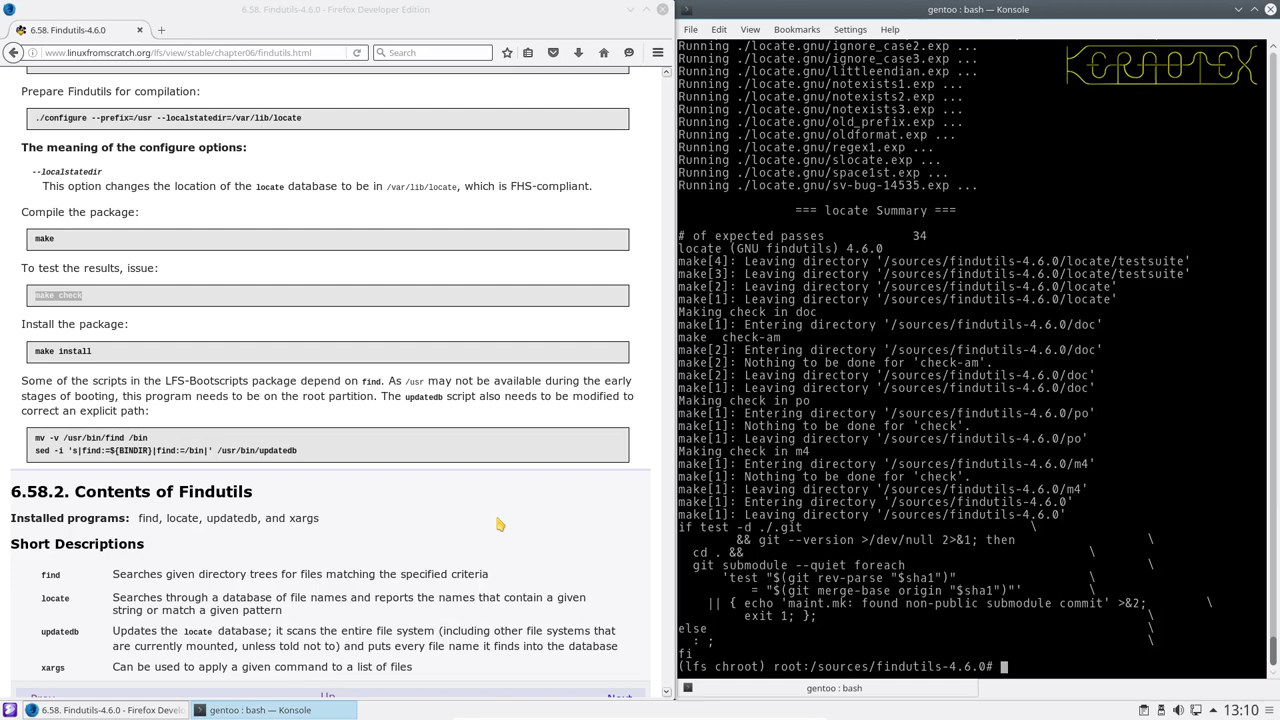 6.58. Findutils-4.6.0 - Firefox Developer Edition
6.58. Findutils-4.6.0
www.linuxfromscratch.org/lfs/view/stable/chapter06/findutils.html
Search
Prepare Findutils for compilation:
./configure --prefix=/usr --localstatedir=/var/lib/locate
The meaning of the configure options:
--localstatedir
This option changes the location of the locate database to be in /var/lib/locate, which is FHS-compliant.
Compile the package:
make
To test the results, issue:
make check
Install the package:
make install
Some of the scripts in the LFS-Bootscripts package depend on find. As /usr may not be available during the early
stages of booting, this program needs to be on the root partition. The updatedb script also needs to be modified to
correct an explicit path:
mv -v /usr/bin/find /bin
sed -i 's|find:=${BINDIR}|find:=/bin|' /usr/bin/updatedb
6.58.2. Contents of Findutils
Installed programs: find, locate, updatedb, and xargs
Short Descriptions
find Searches given directory trees for files matching the specified criteria
locate Searches through a database of file names and reports the names that contain a given
string or match a given pattern
updatedb Updates the locate database; it scans the entire file system (including other file systems that
are currently mounted, unless told not to) and puts every file name it finds into the database
xargs Can be used to apply a given command to a list of files
Prev Up Next
gentoo : bash — Konsole
File Edit View Bookmarks Settings Help
KERAOTEX
Running ./locate.gnu/ignore_case2.exp ...
Running ./locate.gnu/ignore_case3.exp ...
Running ./locate.gnu/littleendian.exp ...
Running ./locate.gnu/notexists1.exp ...
Running ./locate.gnu/notexists2.exp ...
Running ./locate.gnu/notexists3.exp ...
Running ./locate.gnu/old_prefix.exp ...
Running ./locate.gnu/oldformat.exp ...
Running ./locate.gnu/regex1.exp ...
Running ./locate.gnu/slocate.exp ...
Running ./locate.gnu/space1st.exp ...
Running ./locate.gnu/sv-bug-14535.exp ...
=== locate Summary ===
# of expected passes 34
locate (GNU findutils) 4.6.0
make[4]: Leaving directory '/sources/findutils-4.6.0/locate/testsuite'
make[3]: Leaving directory '/sources/findutils-4.6.0/locate/testsuite'
make[2]: Leaving directory '/sources/findutils-4.6.0/locate'
make[1]: Leaving directory '/sources/findutils-4.6.0/locate'
Making check in doc
make[1]: Entering directory '/sources/findutils-4.6.0/doc'
make check-am
make[2]: Entering directory '/sources/findutils-4.6.0/doc'
make[2]: Nothing to be done for 'check-am'.
make[2]: Leaving directory '/sources/findutils-4.6.0/doc'
make[1]: Leaving directory '/sources/findutils-4.6.0/doc'
Making check in po
make[1]: Entering directory '/sources/findutils-4.6.0/po'
make[1]: Nothing to be done for 'check'.
make[1]: Leaving directory '/sources/findutils-4.6.0/po'
Making check in m4
make[1]: Entering directory '/sources/findutils-4.6.0/m4'
make[1]: Nothing to be done for 'check'.
make[1]: Leaving directory '/sources/findutils-4.6.0/m4'
make[1]: Entering directory '/sources/findutils-4.6.0'
make[1]: Leaving directory '/sources/findutils-4.6.0'
if test -d ./.git \
&& git --version >/dev/null 2>&1; then \
cd . && \
git submodule --quiet foreach \
'test "$(git rev-parse "$sha1")" \
= "$(git merge-base origin "$sha1")"' \
|| { echo 'maint.mk: found non-public submodule commit' >&2; \
exit 1; }; \
else \
: ; \
fi
(lfs chroot) root:/sources/findutils-4.6.0#
gentoo : bash
6.58. Findutils-4.6.0 - Firefox Develo
gentoo : bash — Konsole
13:10